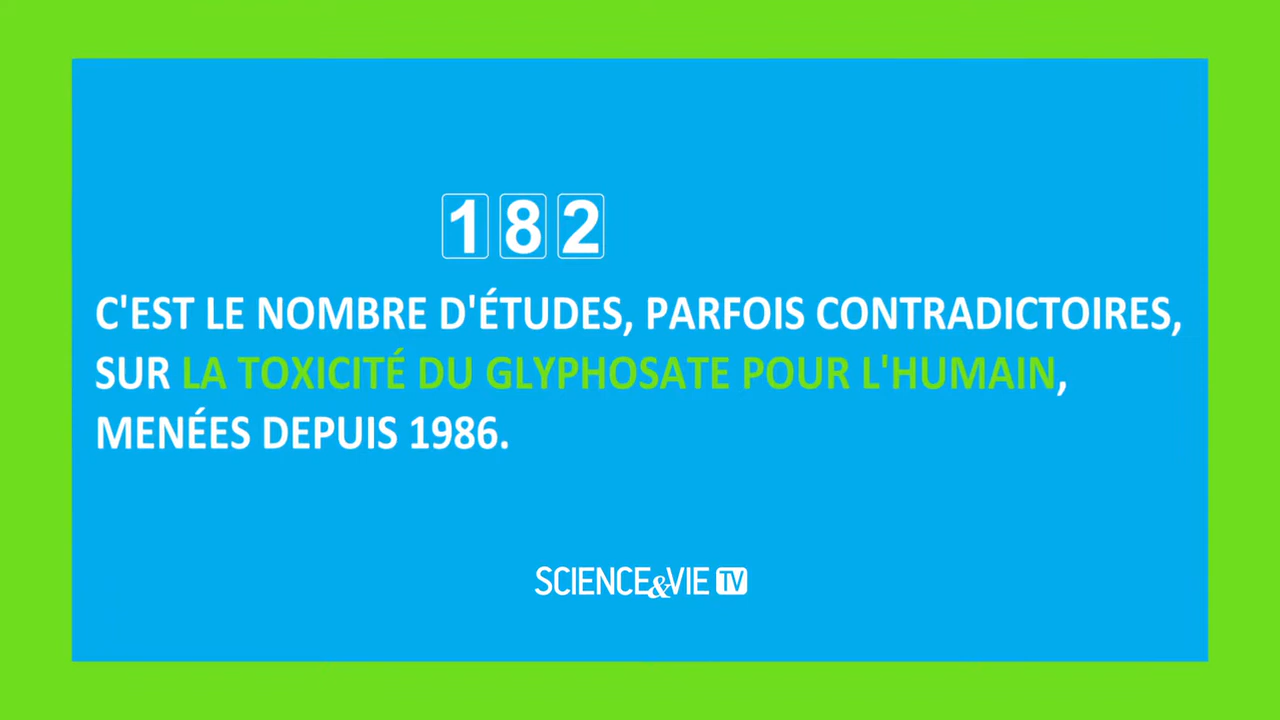 182
C'EST LE NOMBRE D'ÉTUDES, PARFOIS CONTRADICTOIRES,
SUR LA TOXICITÉ DU GLYPHOSATE POUR L'HUMAIN,
MENÉES DEPUIS 1986.
SCIENCE&VIE TV